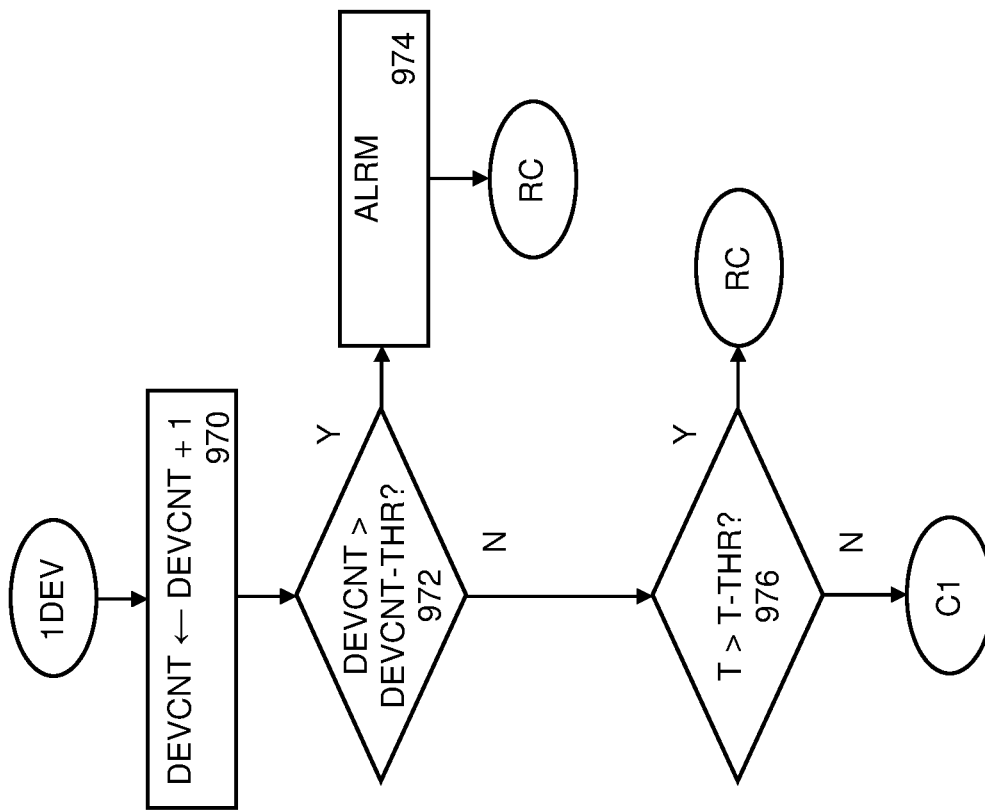 1DEV
DEVCNT ← DEVCNT + 1
970
DEVCNT >
DEVCNT-THR?
972
Y
N
ALRM
974
RC
T > T-THR?
976
Y
N
RC
C1